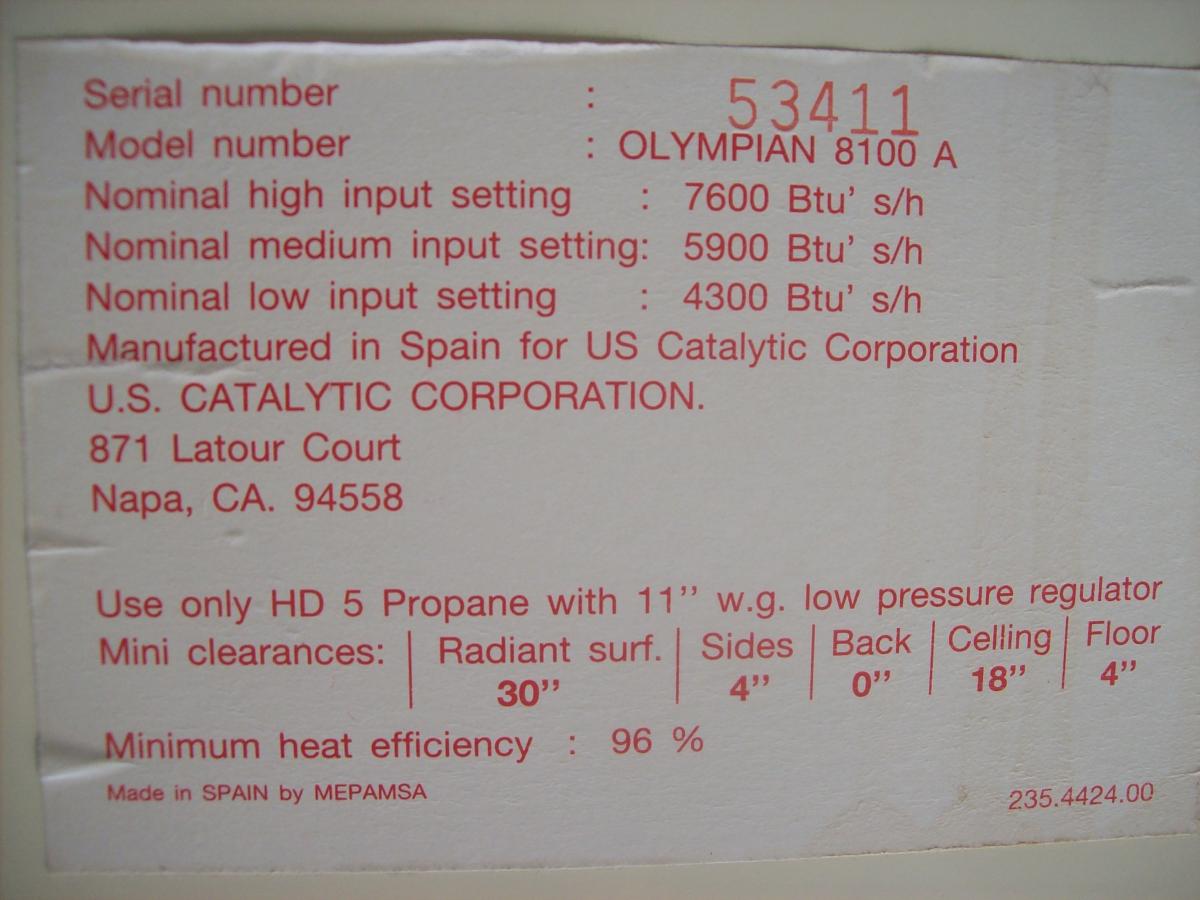 Serial number : 53411
Model number : OLYMPIAN 8100 A
Nominal high input setting : 7600 Btu' s/h
Nominal medium input setting: 5900 Btu' s/h
Nominal low input setting : 4300 Btu' s/h
Manufactured in Spain for US Catalytic Corporation
U.S. CATALYTIC CORPORATION.
871 Latour Court
Napa, CA. 94558
Use only HD 5 Propane with 11" w.g. low pressure regulator
Mini clearances: Radiant surf. Sides Back Celling Floor
30" 4" 0" 18" 4"
Minimum heat efficiency : 96 %
Made in SPAIN by MEPAMSA 235.4424.00